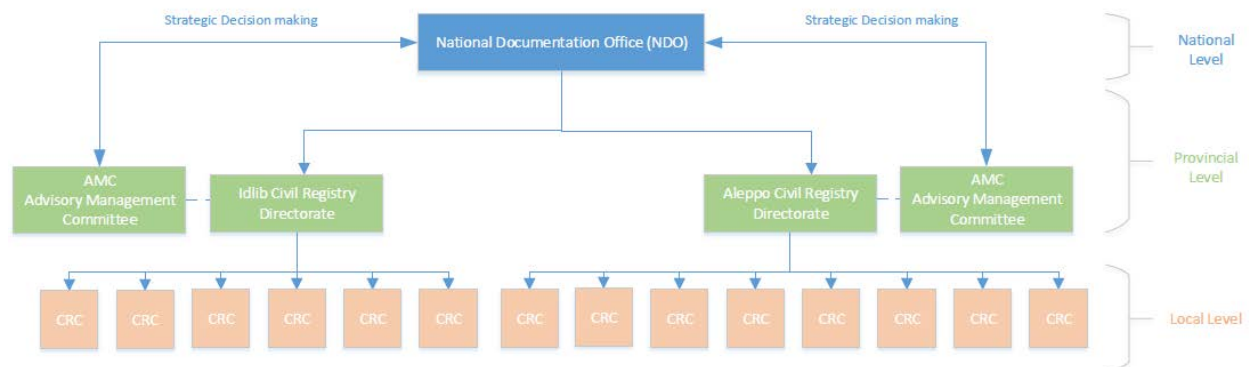 Strategic Decision making
Strategic Decision making
National Documentation Office (NDO)
National
Level
AMC
Advisory Management
Committee
Idlib Civil Registry
Directorate
Aleppo Civil Registry
Directorate
AMC
Advisory Management
Committee
Provincial
Level
CRC
CRC
CRC
CRC
CRC
CRC
CRC
CRC
CRC
CRC
CRC
CRC
CRC
CRC
Local Level